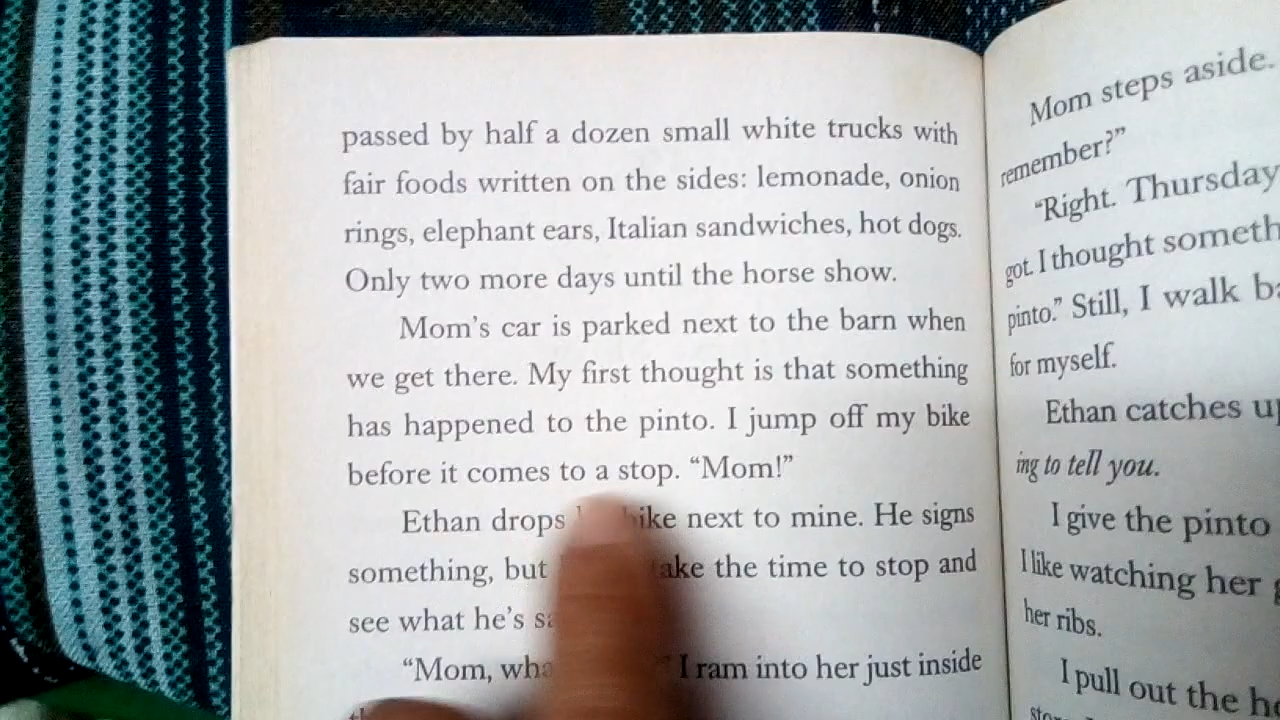 passed by half a dozen small white trucks with
fair foods written on the sides: lemonade, onion
rings, elephant ears, Italian sandwiches, hot dogs.
Only two more days until the horse show.
Mom's car is parked next to the barn when
we get there. My first thought is that something
has happened to the pinto. I jump off my bike
before it comes to a stop. “Mom!”
Ethan drops bike next to mine. He signs
something, but take the time to stop and
see what he's
“Mom, I ram into her just inside
Mom steps aside.
remember?”
“Right. Thursday
got. I thought
pinto.” Still, I walk
for myself.
Ethan catches
ing to tell you.
I give the pinto
I like watching her
her ribs.
I pull out the